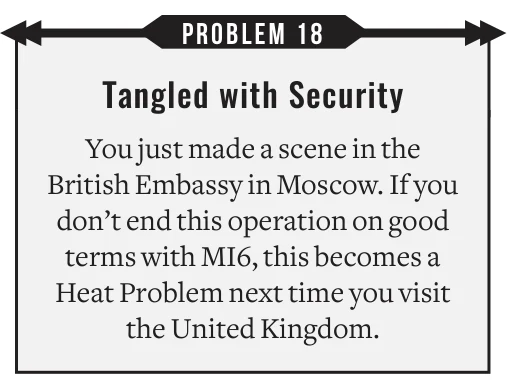 PROBLEM 18
Tangled with Security
You just made a scene in the
British Embassy in Moscow. If you
don’t end this operation on good
terms with MI6, this becomes a
Heat Problem next time you visit
the United Kingdom.